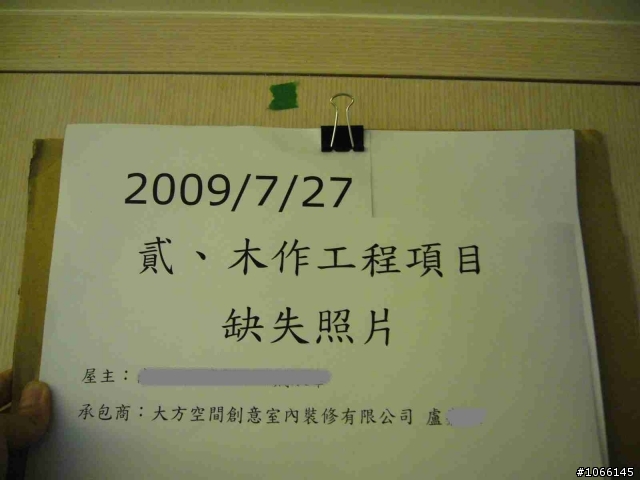 2009/7/27
貳、木作工程項目
缺失照片
屋主：
承包商：大方空間創意室內裝修有限公司 盧
#1066145